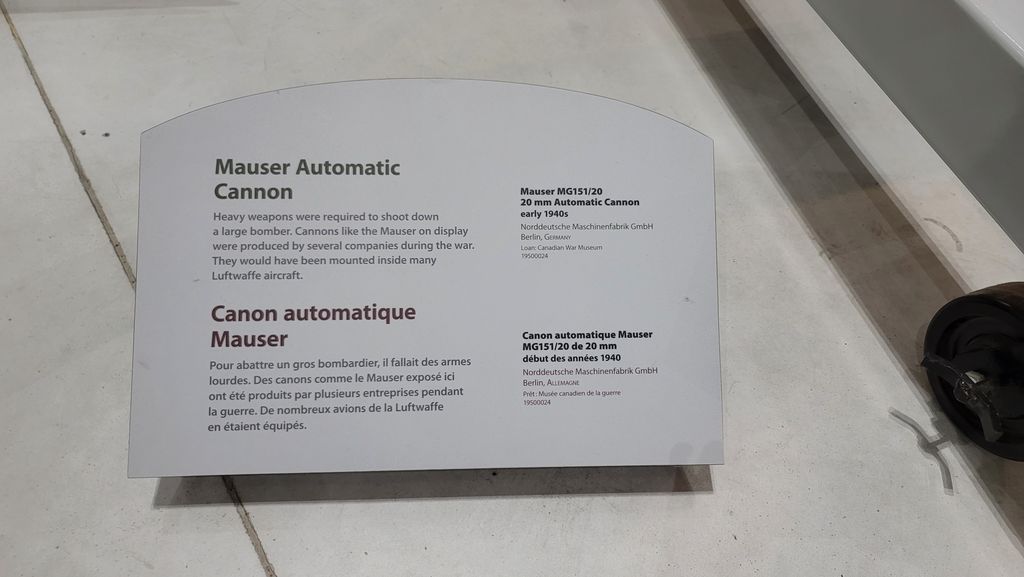 Mauser Automatic
Cannon
Heavy weapons were required to shoot down
a large bomber. Cannons like the Mauser on display
were produced by several companies during the war.
They would have been mounted inside many
Luftwaffe aircraft.
Mauser MG151/20
20 mm Automatic Cannon
early 1940s
Norddeutsche Maschinenfabrik GmbH
Berlin, GERMANY
Loan: Canadian War Museum
19500024
Canon automatique
Mauser
Pour abattre un gros bombardier, il fallait des armes
lourdes. Des canons comme le Mauser exposé ici
ont été produits par plusieurs entreprises pendant
la guerre. De nombreux avions de la Luftwaffe
en étaient équipés.
Canon automatique Mauser
MG151/20 de 20 mm
début des années 1940
Norddeutsche Maschinenfabrik GmbH
Berlin, ALLEMAGNE
Prêt : Musée canadien de la guerre
19500024